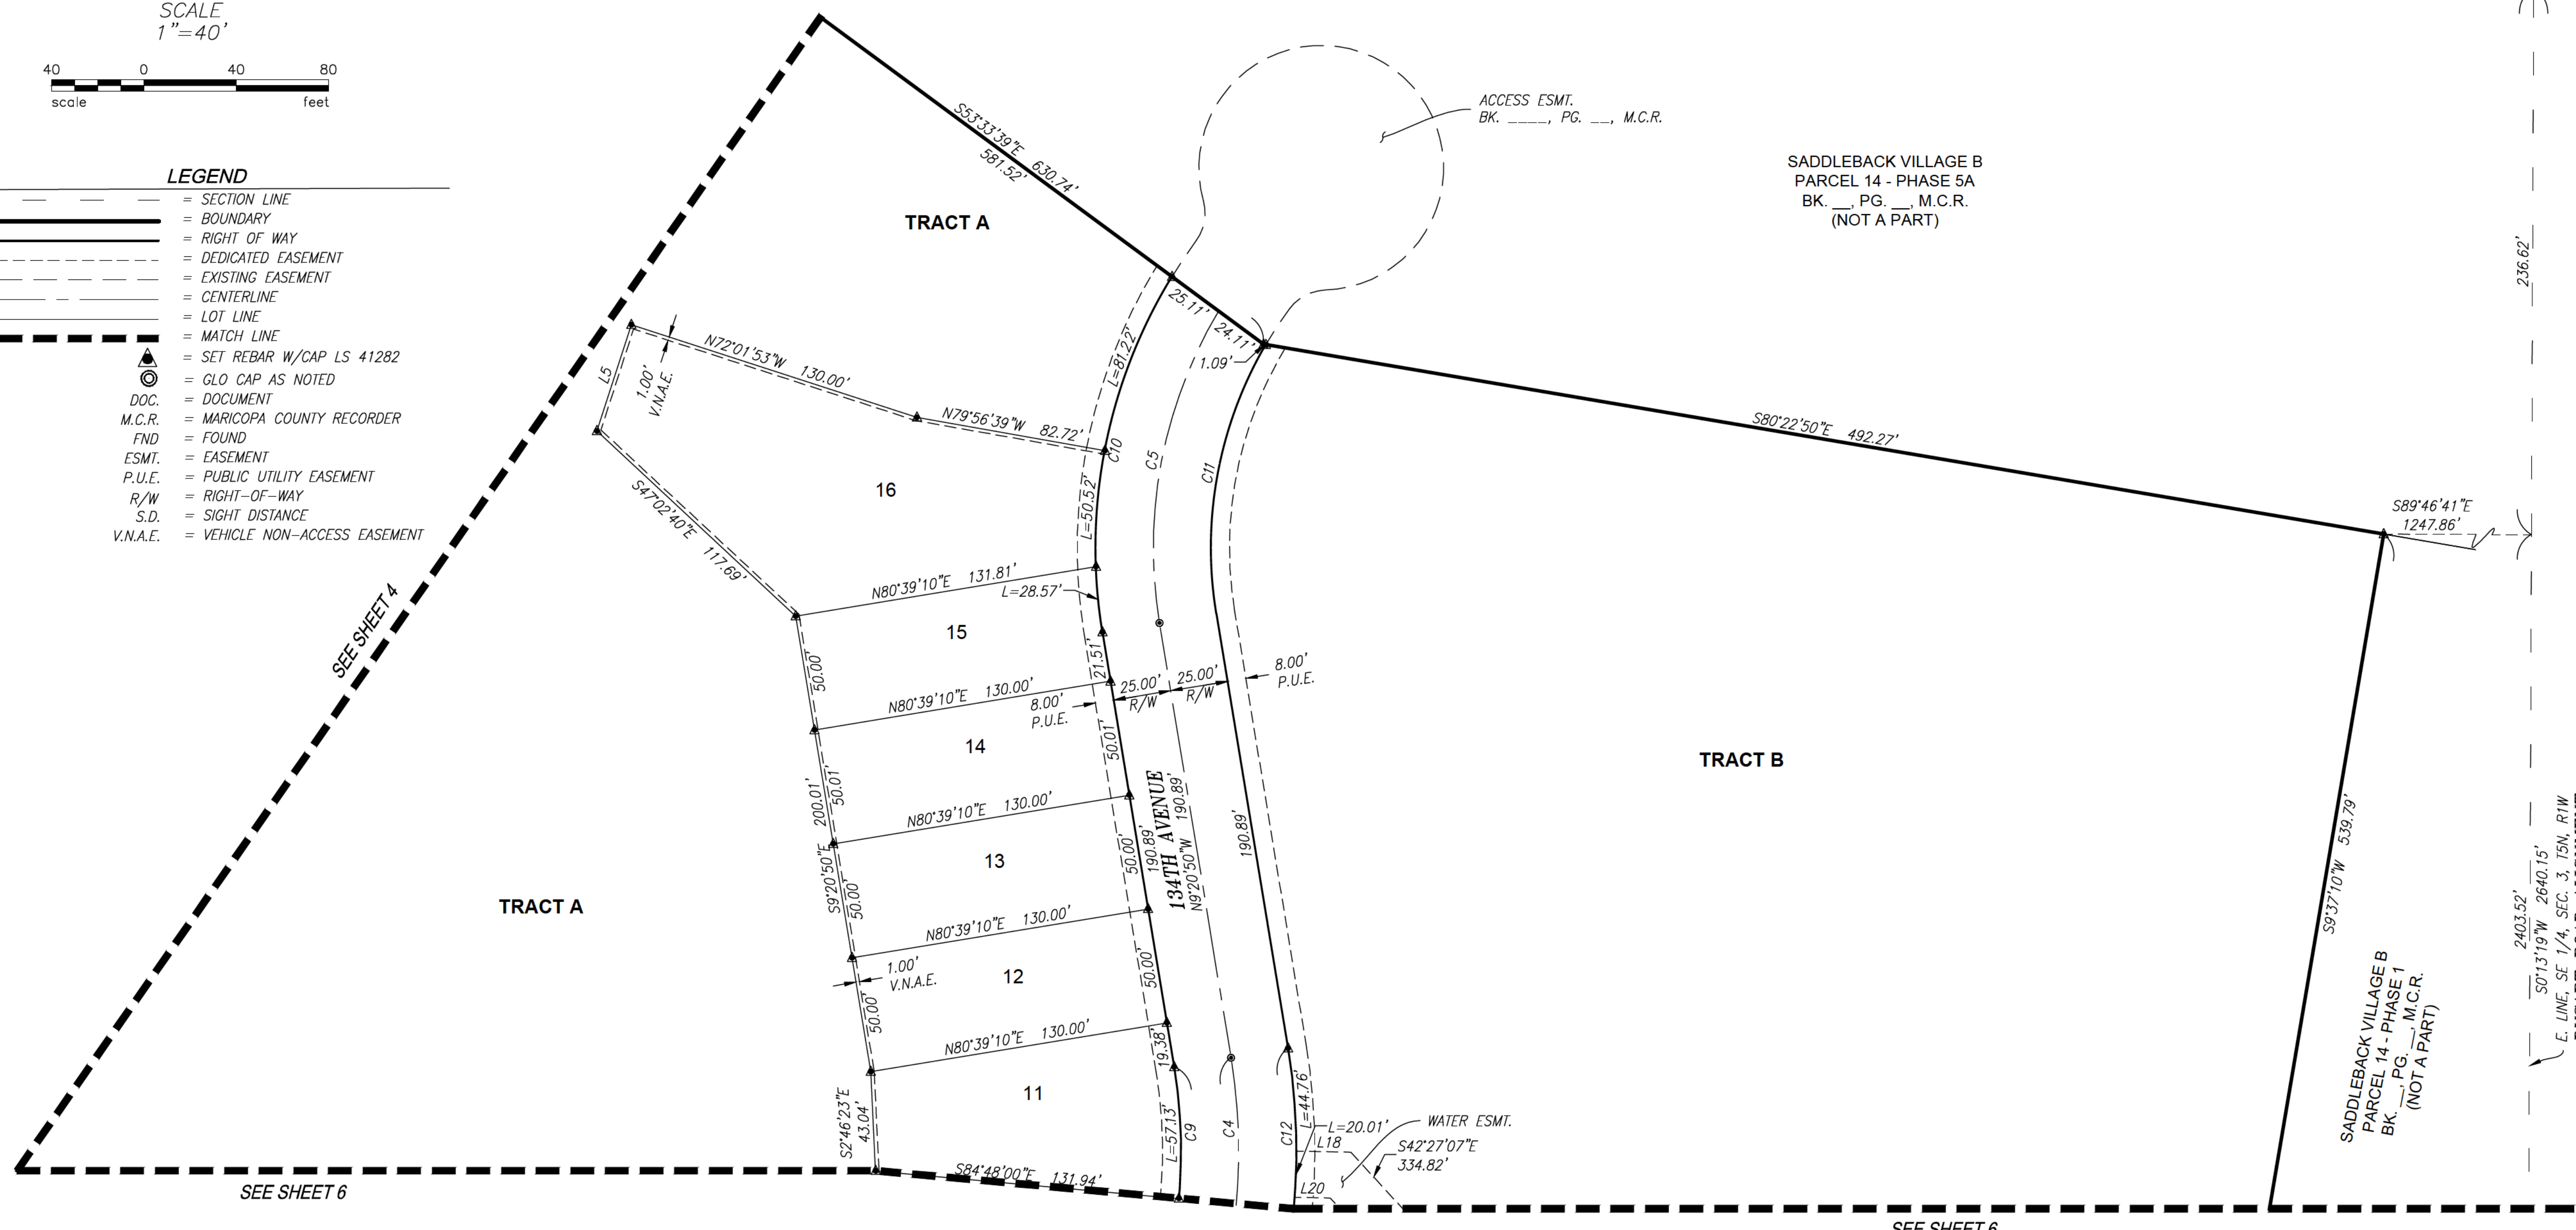 SCALE
1"=40'
40 0 40 80
scale feet
LEGEND
= SECTION LINE
= BOUNDARY
= RIGHT OF WAY
= DEDICATED EASEMENT
= EXISTING EASEMENT
= CENTERLINE
= LOT LINE
= MATCH LINE
= SET REBAR W/CAP LS 41282
= GLO CAP AS NOTED
DOC. = DOCUMENT
M.C.R. = MARICOPA COUNTY RECORDER
FND = FOUND
ESMT. = EASEMENT
P.U.E. = PUBLIC UTILITY EASEMENT
R/W = RIGHT-OF-WAY
S.D. = SIGHT DISTANCE
V.N.A.E. = VEHICLE NON-ACCESS EASEMENT
SEE SHEET 4
SEE SHEET 6
TRACT A
S53°33'39"E 630.74'
581.52'
TRACT A
ACCESS ESMT.
BK. ____, PG. __, M.C.R.
SADDLEBACK VILLAGE B
PARCEL 14 - PHASE 5A
BK. __, PG. __, M.C.R.
(NOT A PART)
25.11'
24.11'
1.09'
L=81.22'
L5
1.00'
V.N.A.E.
N72°01'53"W 130.00'
N79°56'39"W 82.72'
C10
C5
C11
16
L=50.52'
S47°02'40"E 117.69'
N80°39'10"E 131.81'
L=28.57'
15
50.00'
21.51'
N80°39'10"E 130.00'
8.00'
P.U.E.
25.00'
R/W
25.00'
R/W
8.00'
P.U.E.
14
50.01'
50.01'
200.01'
S9°20'50"E
N80°39'10"E 130.00'
13
50.00'
50.00'
190.89'
134TH AVENUE
N9°20'50"W 190.89'
190.89'
N80°39'10"E 130.00'
1.00'
V.N.A.E.
12
50.00'
50.00'
N80°39'10"E 130.00'
19.38'
11
S2°46'23"E
43.04'
L=57.13'
C9
C4
C12
L=44.76'
L=20.01'
L18
L20
WATER ESMT.
S42°27'07"E
334.82'
S84°48'00"E 131.94'
TRACT B
S80°22'50"E 492.27'
S89°46'41"E
1247.86'
S9°37'10"W 539.79'
SADDLEBACK VILLAGE B
PARCEL 14 - PHASE 1
BK. __, PG. __, M.C.R.
(NOT A PART)
236.62'
2403.52'
S0°13'19"W 2640.15'
E. LINE, SE 1/4, SEC. 3, T5N, R1W
SEE SHEET 6